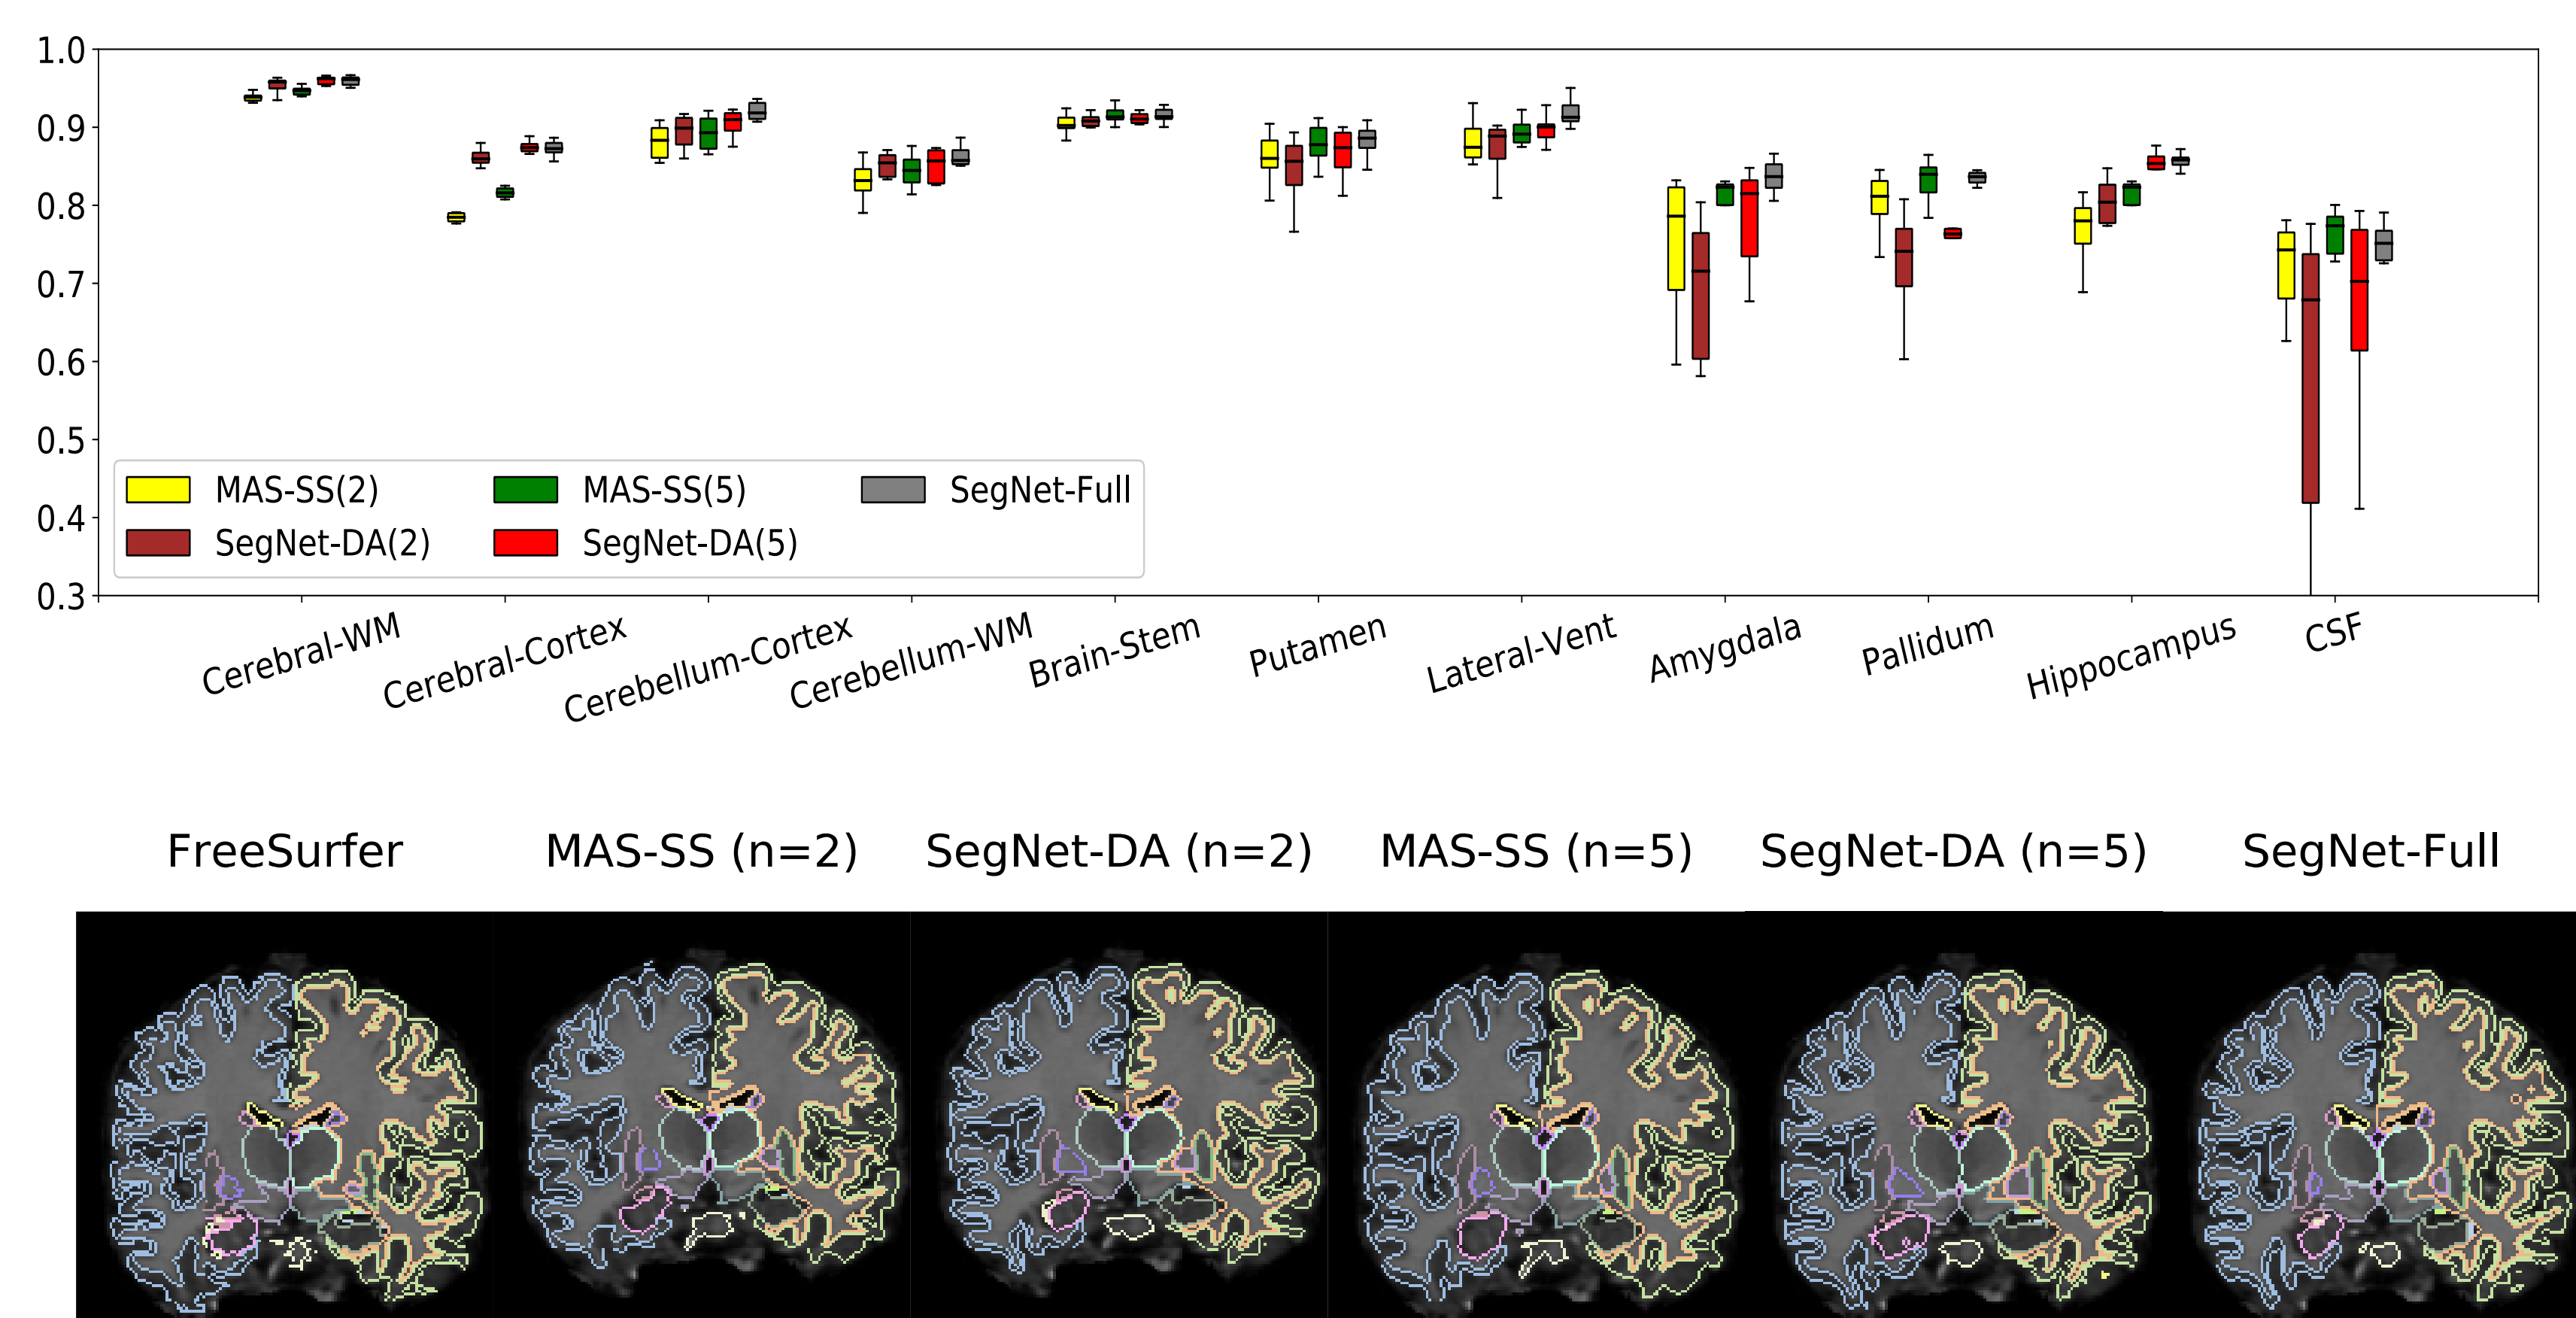 1.0
0.9
0.8
0.7
0.6
0.5
0.4
0.3
MAS-SS(2) MAS-SS(5) SegNet-Full
SegNet-DA(2) SegNet-DA(5)
Cerebral-WM Cerebral-Cortex Cerebellum-Cortex Cerebellum-WM Brain-Stem Putamen Lateral-Vent Amygdala Pallidum Hippocampus CSF
FreeSurfer MAS-SS (n=2) SegNet-DA (n=2) MAS-SS (n=5) SegNet-DA (n=5) SegNet-Full